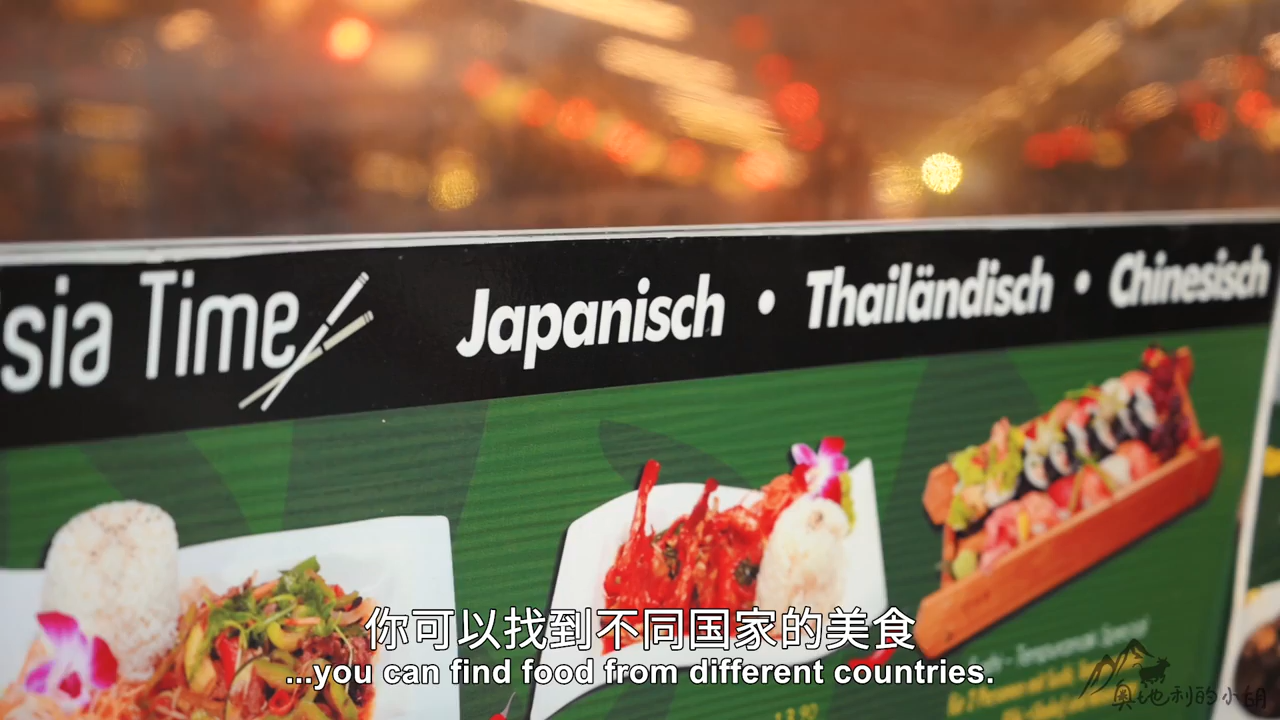 sia Time Japanisch • Thailändisch • Chinesisch
你可以找到不同国家的美食
...you can find food from different countries.
奥地利的小胡